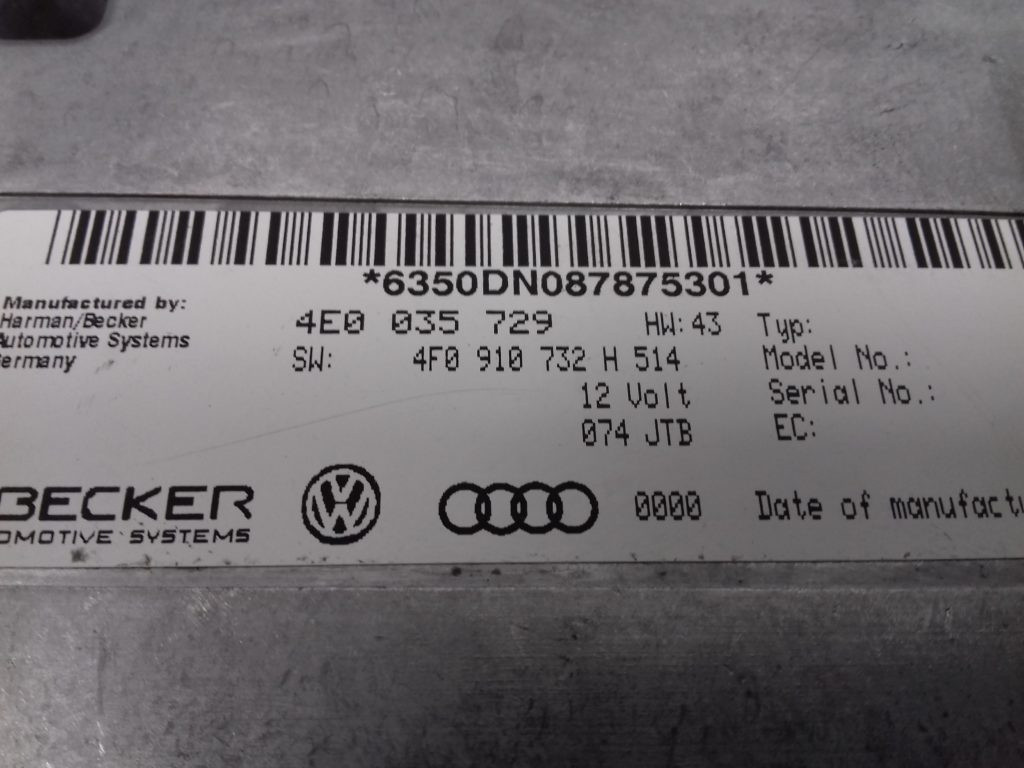 *6350DN087875301*
Manufactured by:
Harman/Becker
Automotive Systems
Germany
4E0 035 729 HW: 43
SW: 4F0 910 732 H 514
12 Volt
074 JTB
Typ:
Model No.:
Serial No.:
EC:
BECKER
OMOTIVE SYSTEMS
0000
Date of manufactu